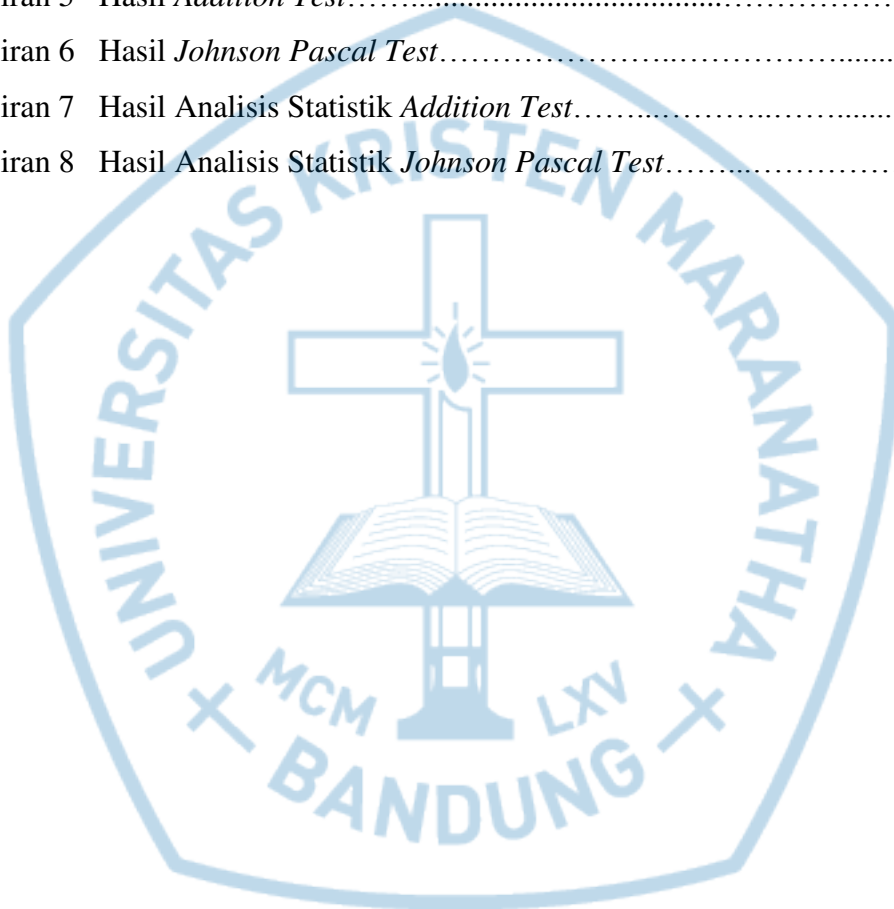 iran 5 Hasil Addition Test……............................................………………
iran 6 Hasil Johnson Pascal Test…………………..……………......
iran 7 Hasil Analisis Statistik Addition Test……...………..……......
iran 8 Hasil Analisis Statistik Johnson Pascal Test……...…………
UNIVERSITAS KRISTEN MARANATHA
MCM LXV
BANDUNG